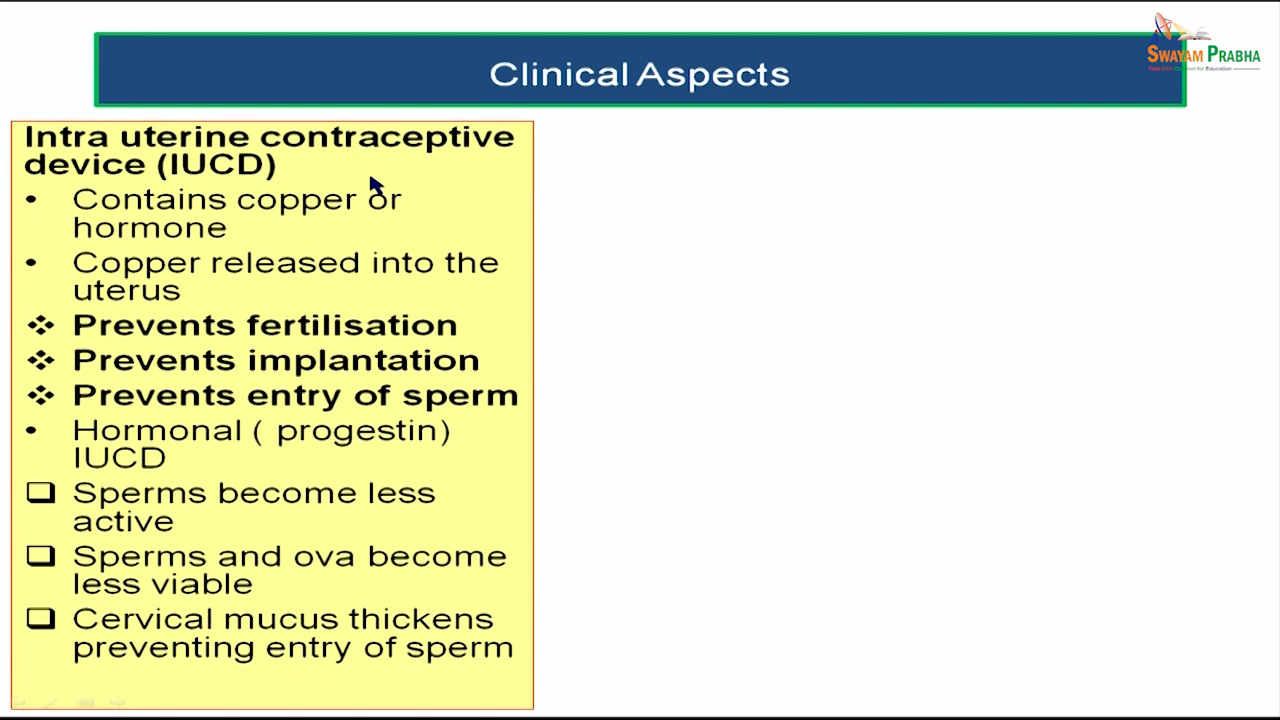 Clinical Aspects
SWAYAM PRABHA
Intra uterine contraceptive
device (IUCD)
• Contains copper or
hormone
• Copper released into the
uterus
❖ Prevents fertilisation
❖ Prevents implantation
❖ Prevents entry of sperm
• Hormonal ( progestin)
IUCD
❑ Sperms become less
active
❑ Sperms and ova become
less viable
❑ Cervical mucus thickens
preventing entry of sperm